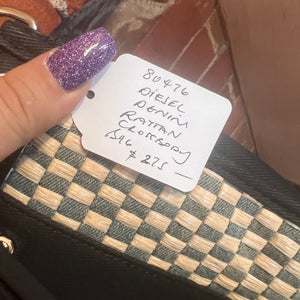 80476
DIESEL
DENIM
RATTAN
CROSSBODY
BAG
$275 —